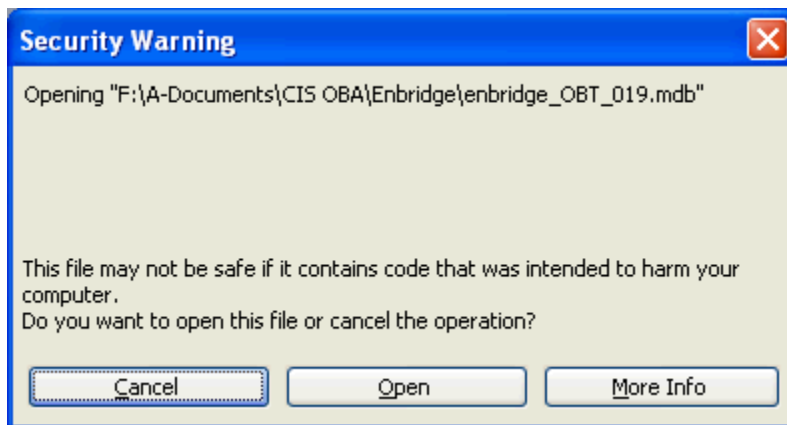 Security Warning
Opening "F:\A-Documents\CIS OBA\Enbridge\enbridge_OBT_019.mdb"
This file may not be safe if it contains code that was intended to harm your
computer.
Do you want to open this file or cancel the operation?
Cancel
Open
More Info